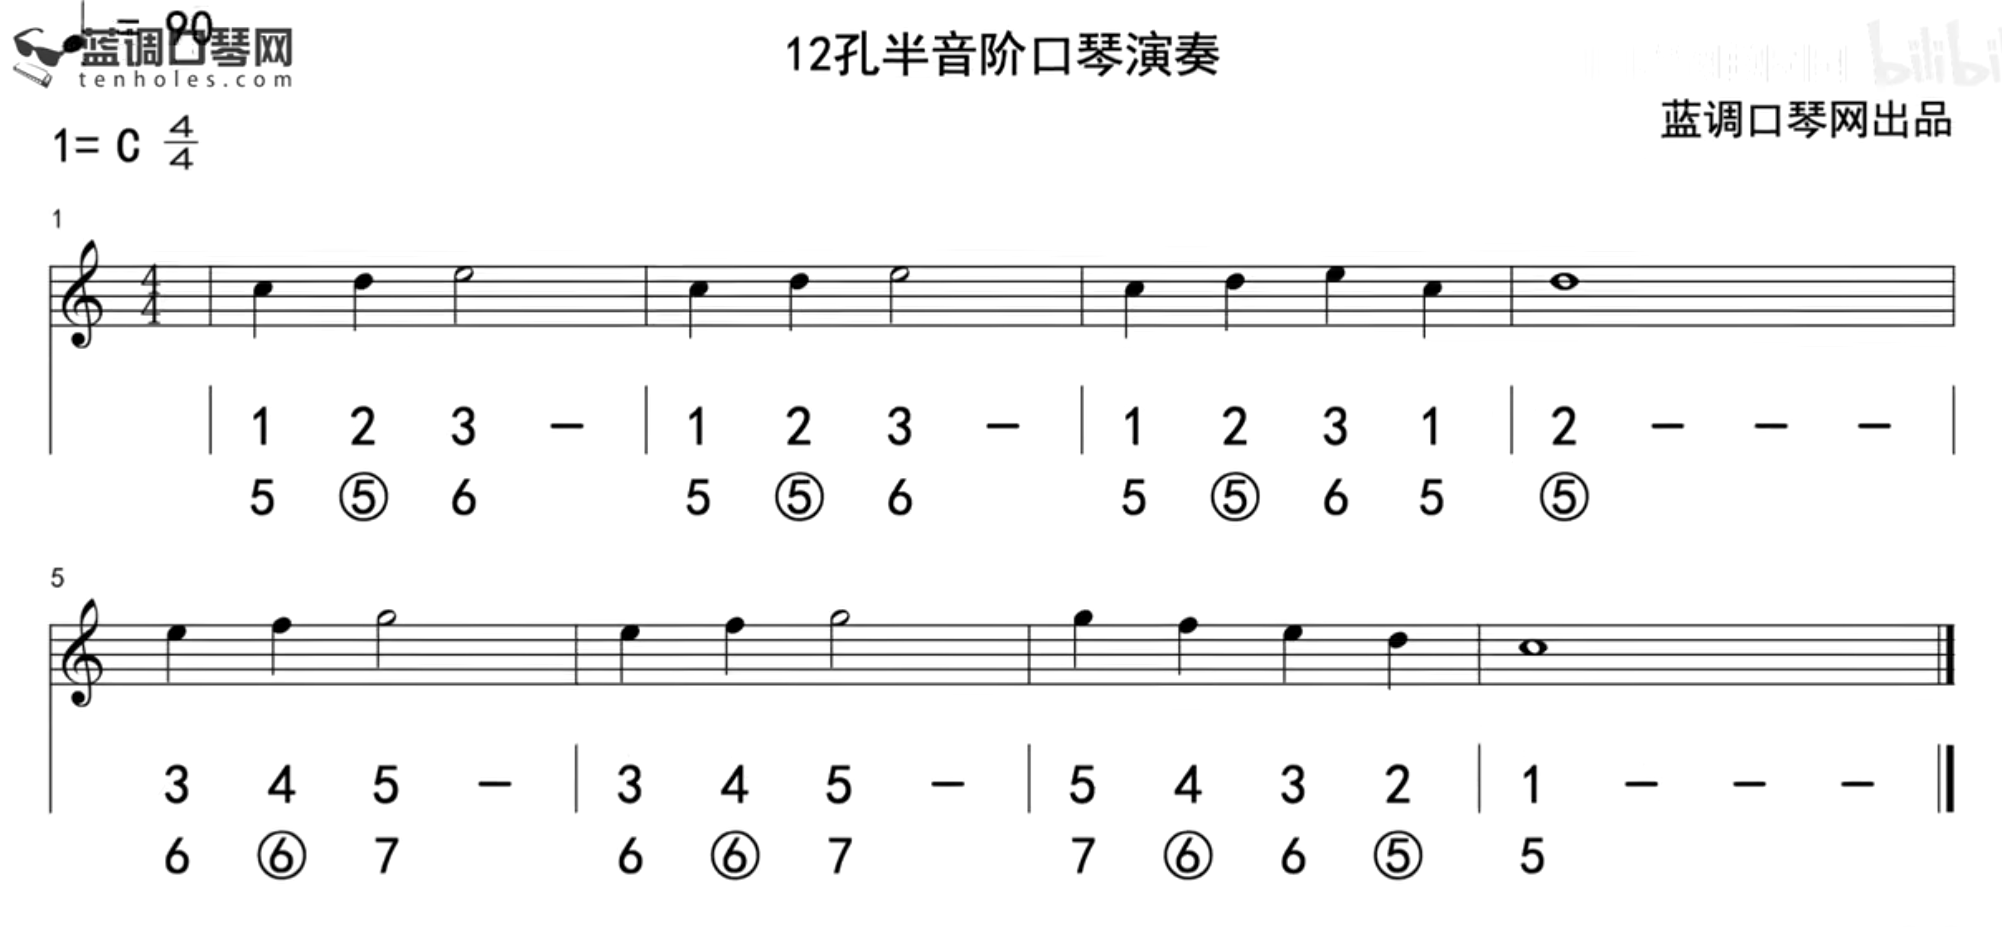 = 90
蓝调口琴网
tenholes.com
12孔半音阶口琴演奏
bilibi
蓝调口琴网出品
1= C 4/4
1
4/4
| 1 2 3 – | 1 2 3 – | 1 2 3 1 | 2 – – – |
5 ⑤ 6 5 ⑤ 6 5 ⑤ 6 5 ⑤
5
3 4 5 – | 3 4 5 – | 5 4 3 2 | 1 – – – ‖
6 ⑥ 7 6 ⑥ 7 7 ⑥ 6 ⑤ 5